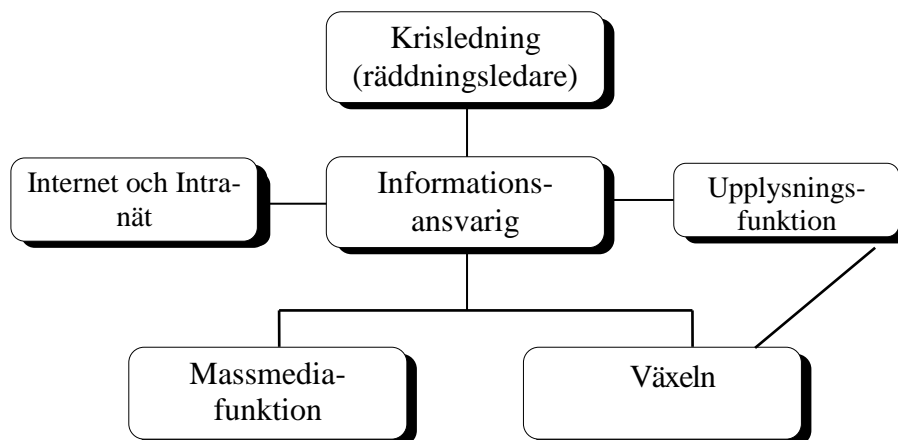 Krisledning
(räddningsledare)
Internet och Intra-
nät
Informations-
ansvarig
Upplysnings-
funktion
Massmedia-
funktion
Växeln